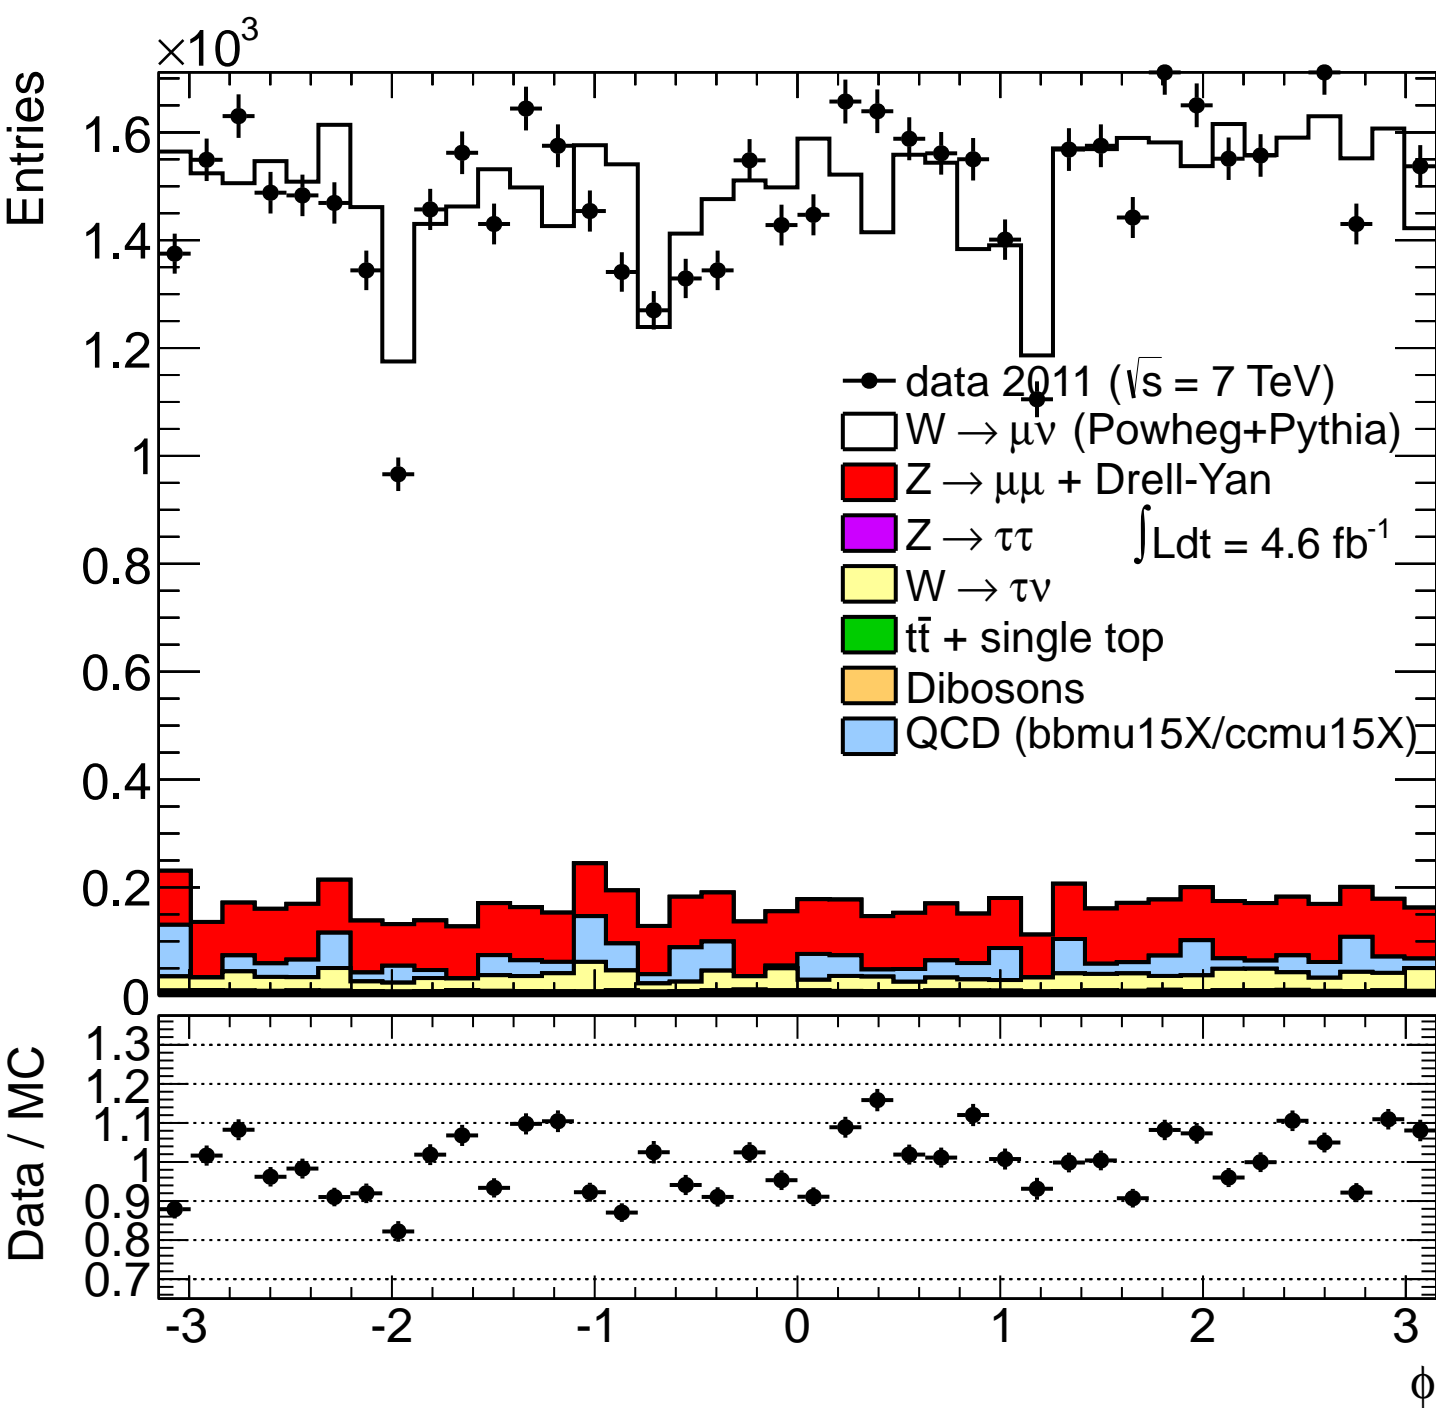 ×10³
Entries
1.6
1.4
1.2
1
0.8
0.6
0.4
0.2
0
data 2011 (√s = 7 TeV)
W → μν (Powheg+Pythia)
Z → μμ + Drell-Yan
Z → ττ
∫Ldt = 4.6 fb⁻¹
W → τν
tt̄ + single top
Dibosons
QCD (bbmu15X/ccmu15X)
Data / MC
1.3
1.2
1.1
1
0.9
0.8
0.7
-3 -2 -1 0 1 2 3
ϕ